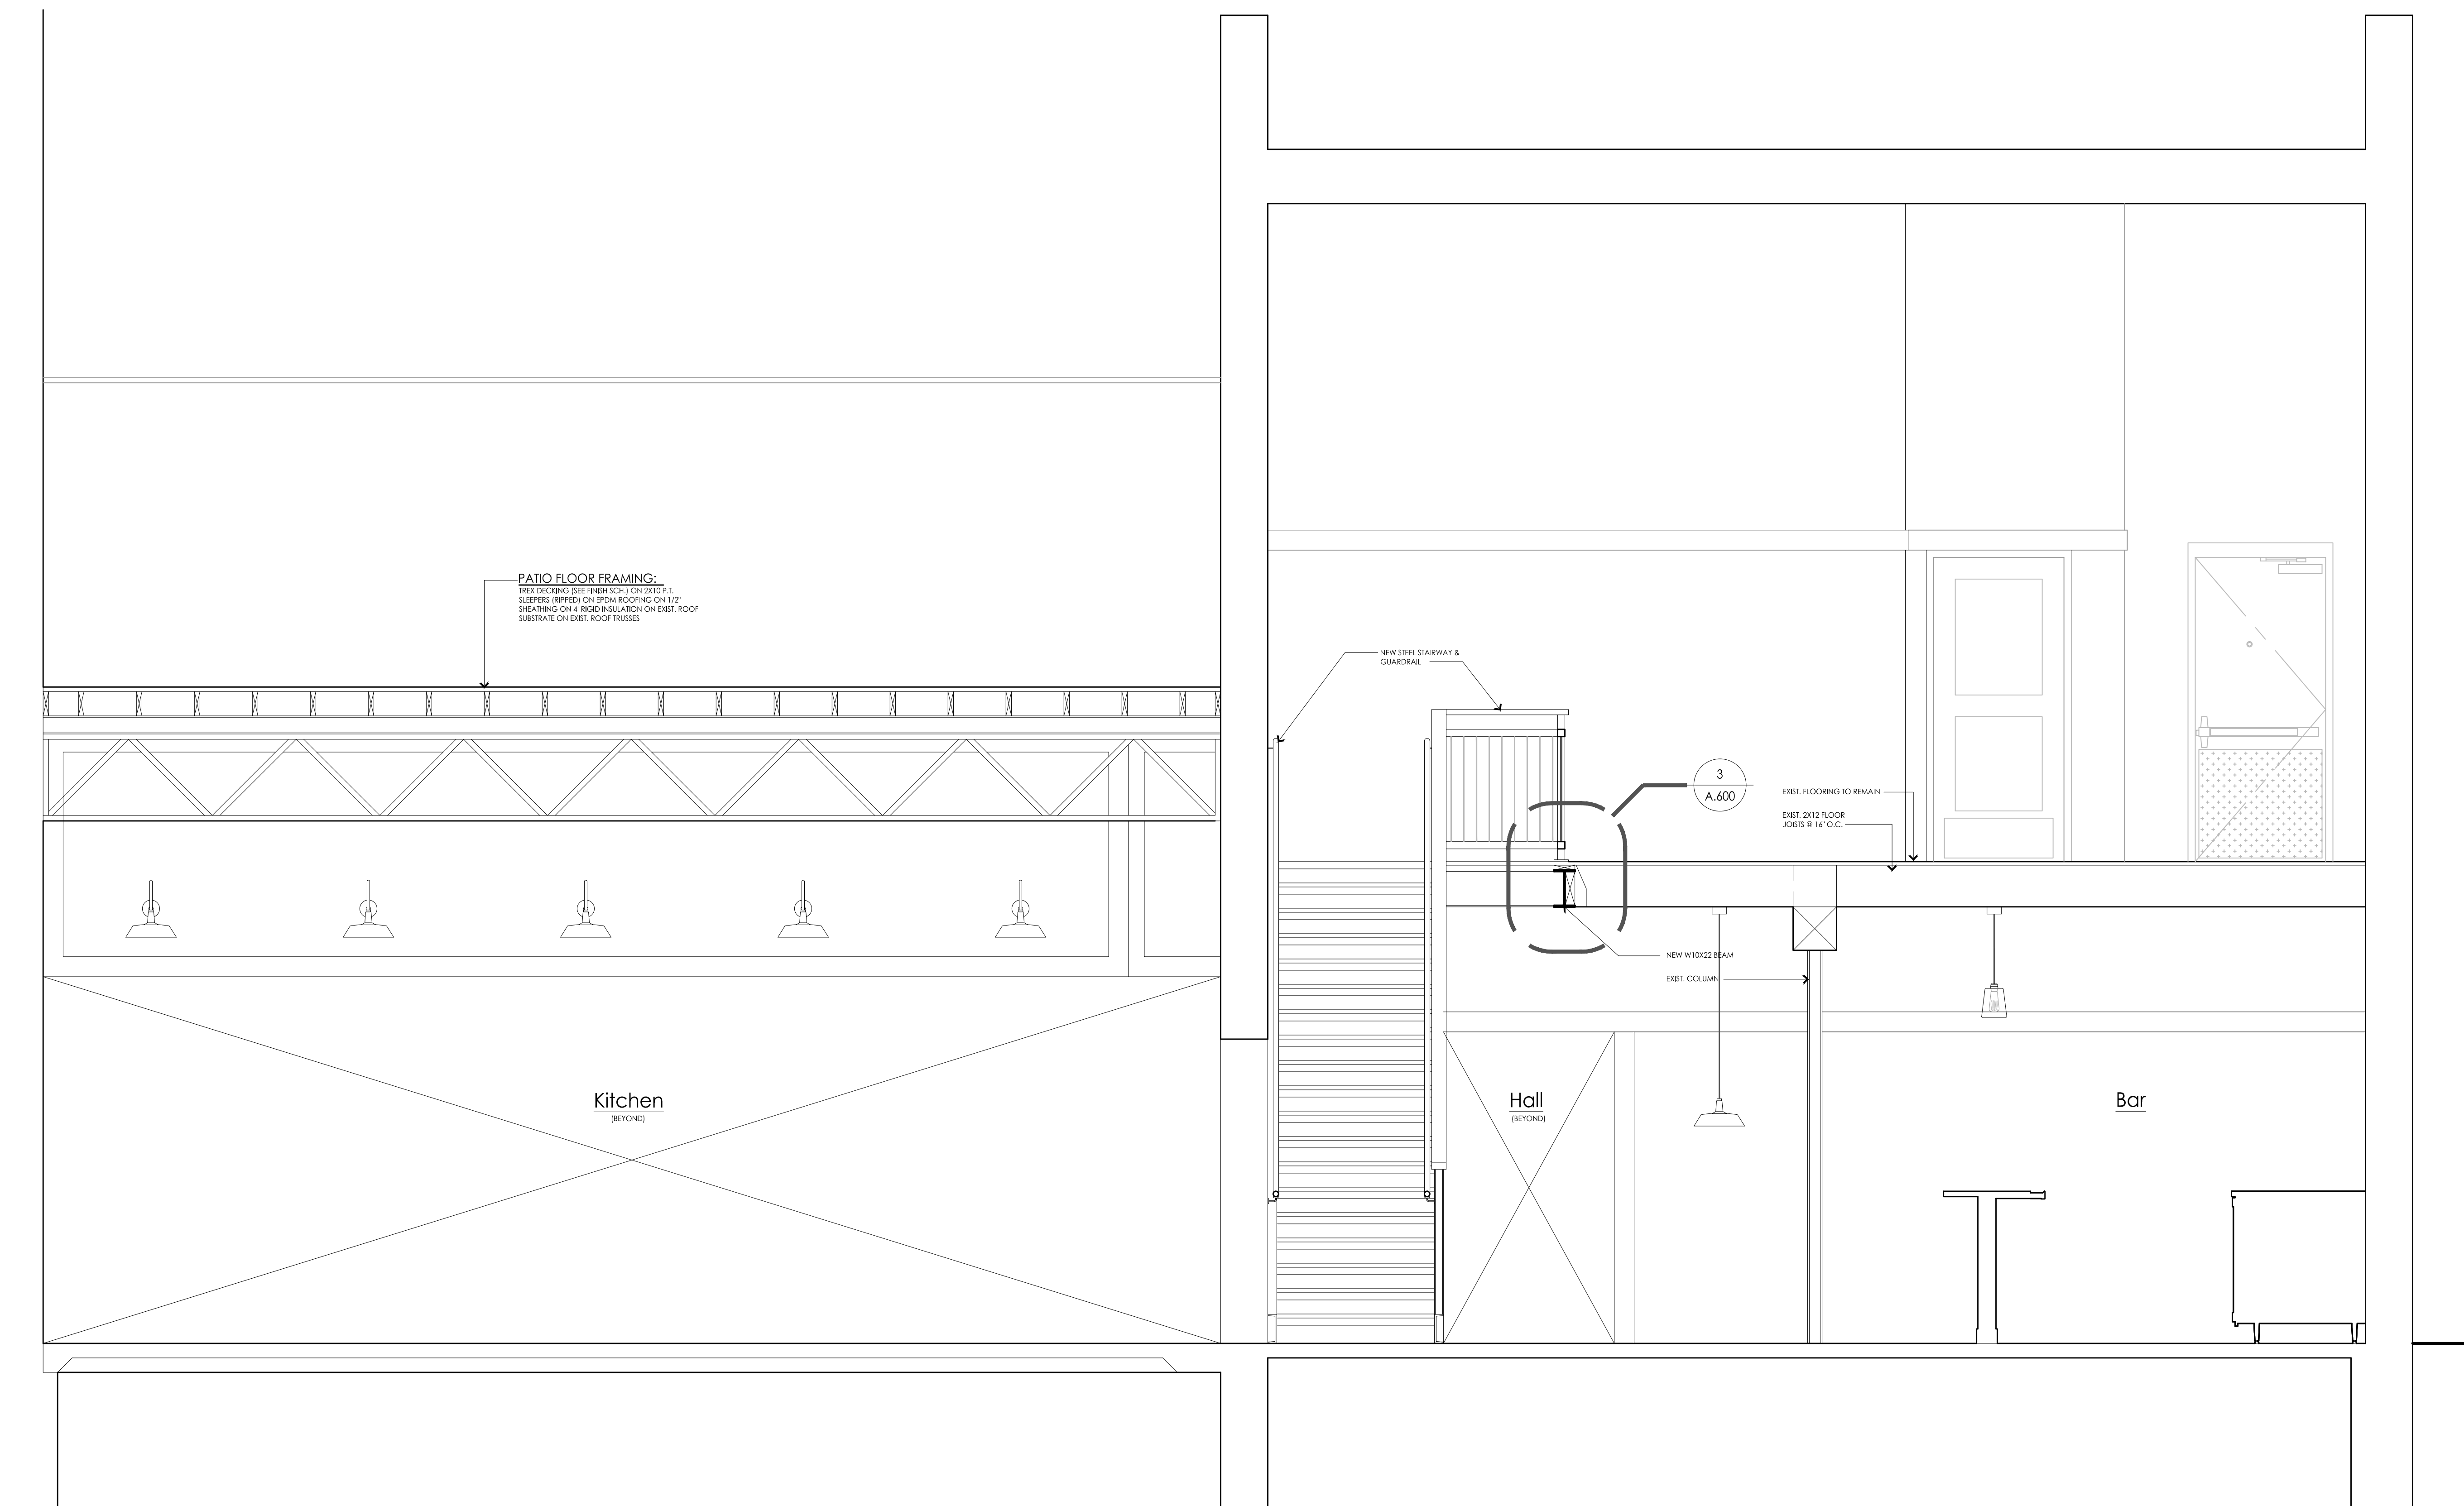 PATIO FLOOR FRAMING:
TREX DECKING (SEE FINISH SCH.) ON 2X10 P.T.
SLEEPERS (RIPPED) ON EPDM ROOFING ON 1/2"
SHEATHING ON 4" RIGID INSULATION ON EXIST. ROOF
SUBSTRATE ON EXIST. ROOF TRUSSES
NEW STEEL STAIRWAY &
GUARDRAIL
3
A.600
EXIST. FLOORING TO REMAIN
EXIST. 2X12 FLOOR
JOISTS @ 16" O.C.
NEW W10X22 BEAM
EXIST. COLUMN
Kitchen
(BEYOND)
Hall
(BEYOND)
Bar